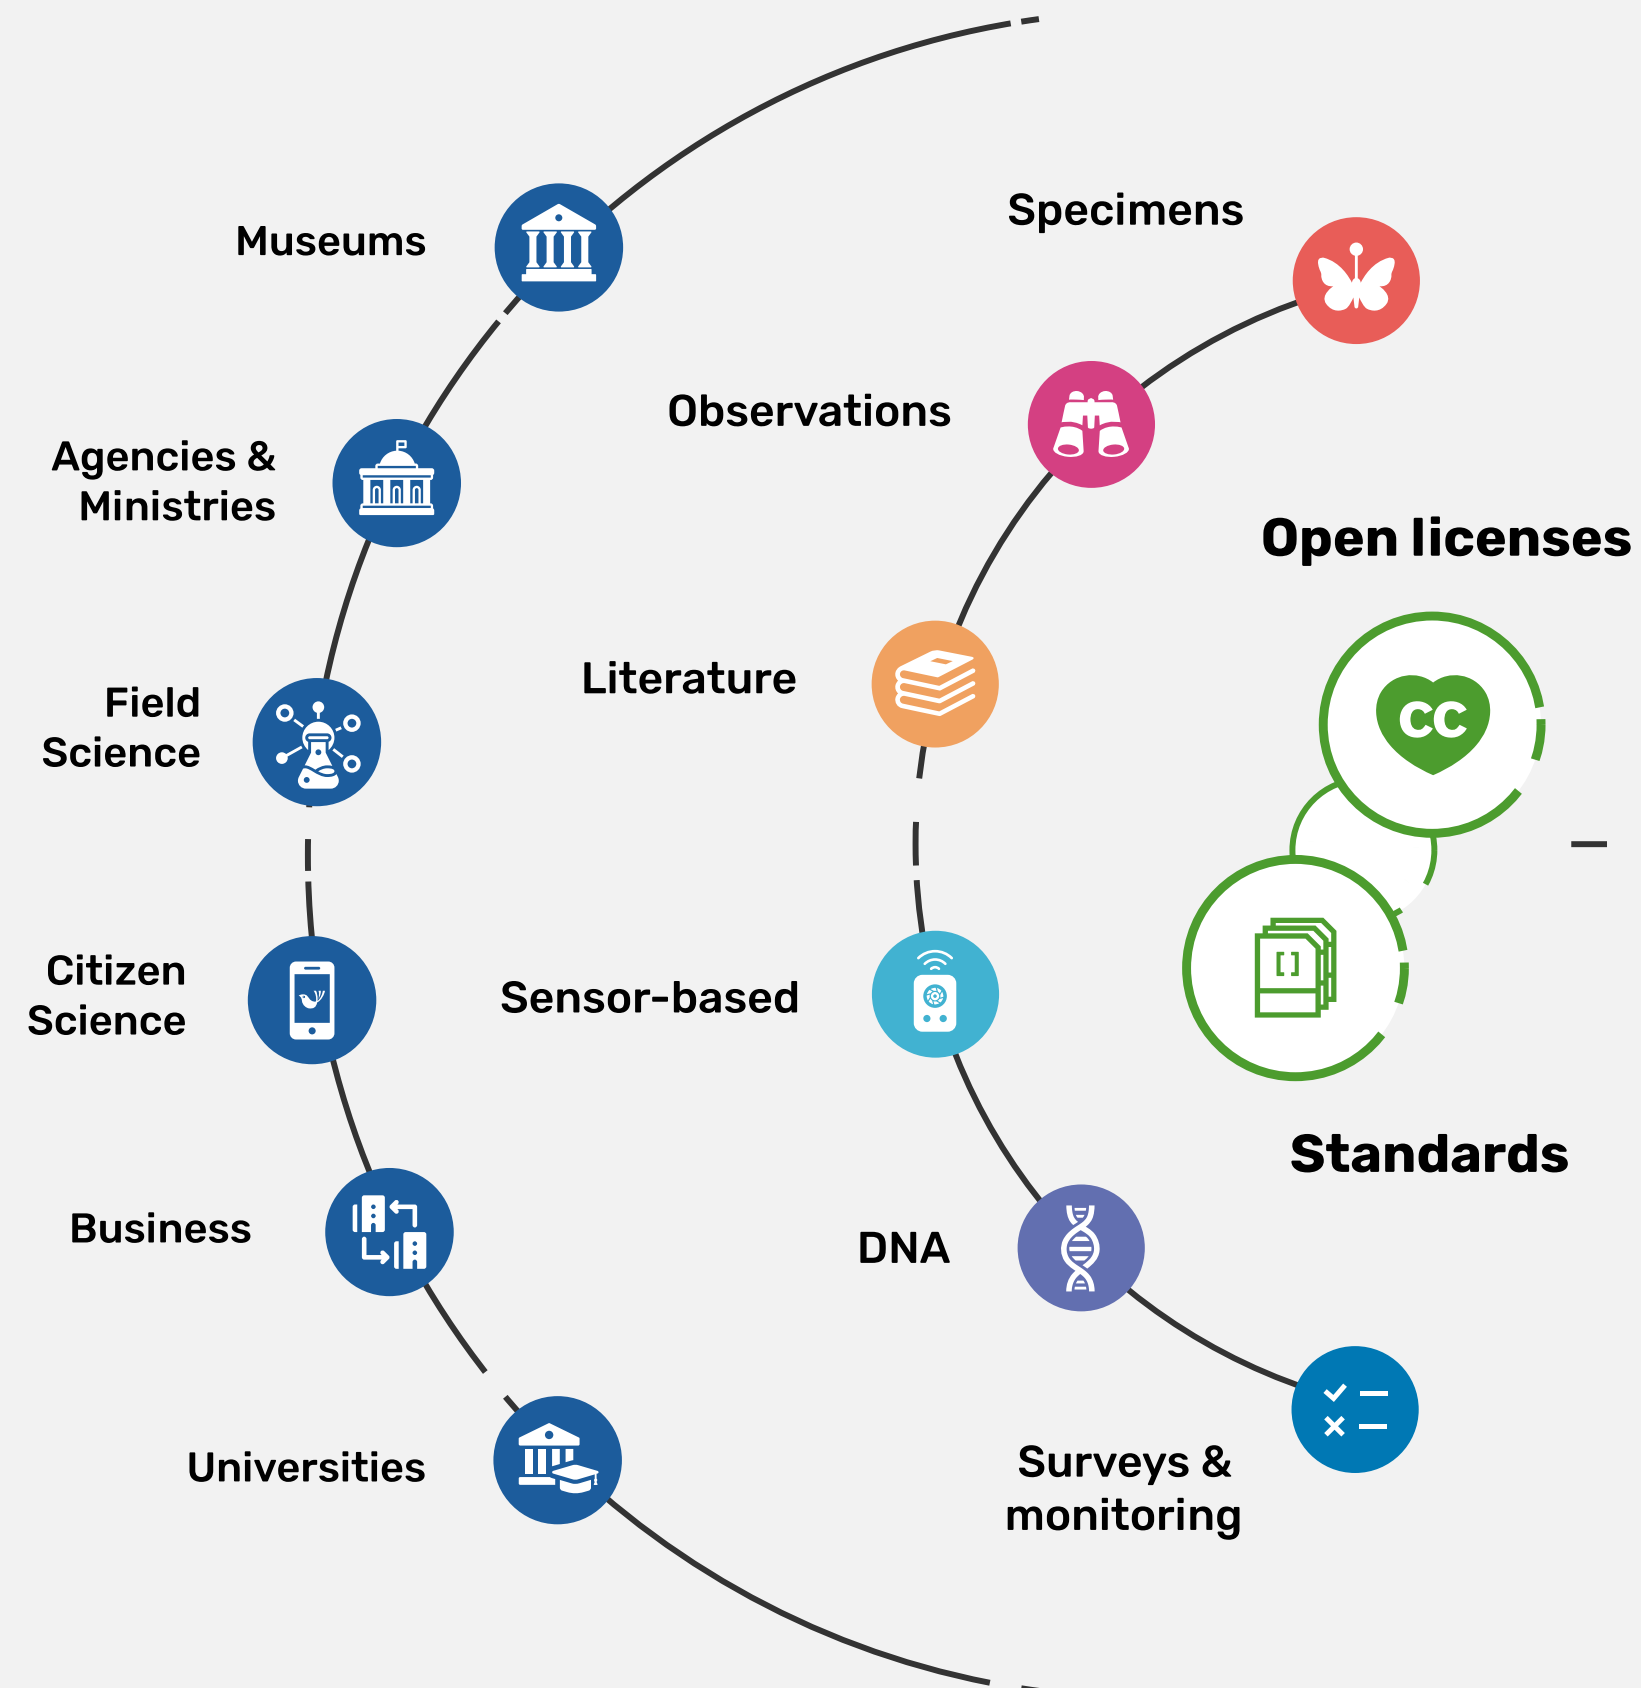 Museums
Agencies &
Ministries
Field
Science
Citizen
Science
Business
Universities
Specimens
Observations
Literature
Sensor-based
DNA
Surveys &
monitoring
Open licenses
CC
[ ]
Standards